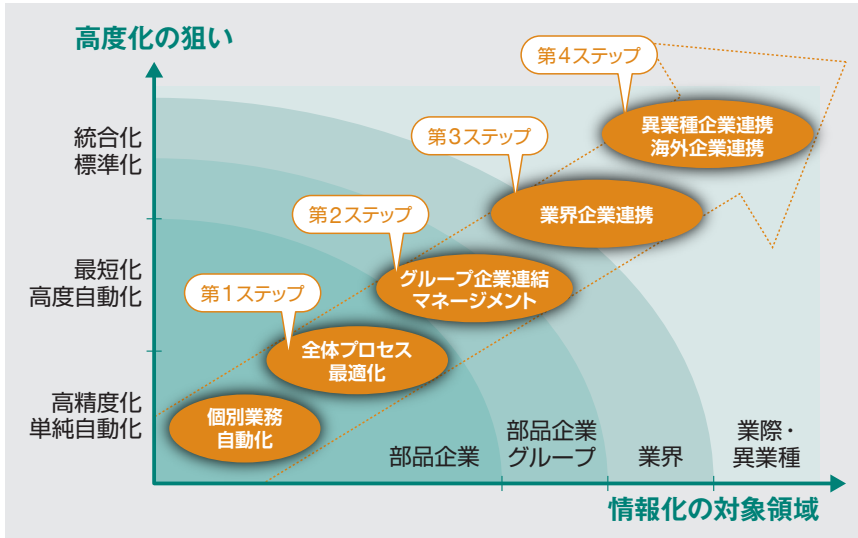 高度化の狙い
第4ステップ
異業種企業連携
海外企業連携
統合化
標準化
第3ステップ
業界企業連携
第2ステップ
最短化
高度自動化
グループ企業連結
マネージメント
第1ステップ
全体プロセス
最適化
高精度化
単純自動化
個別業務
自動化
部品企業
部品企業
グループ
業界
業際・
異業種
情報化の対象領域